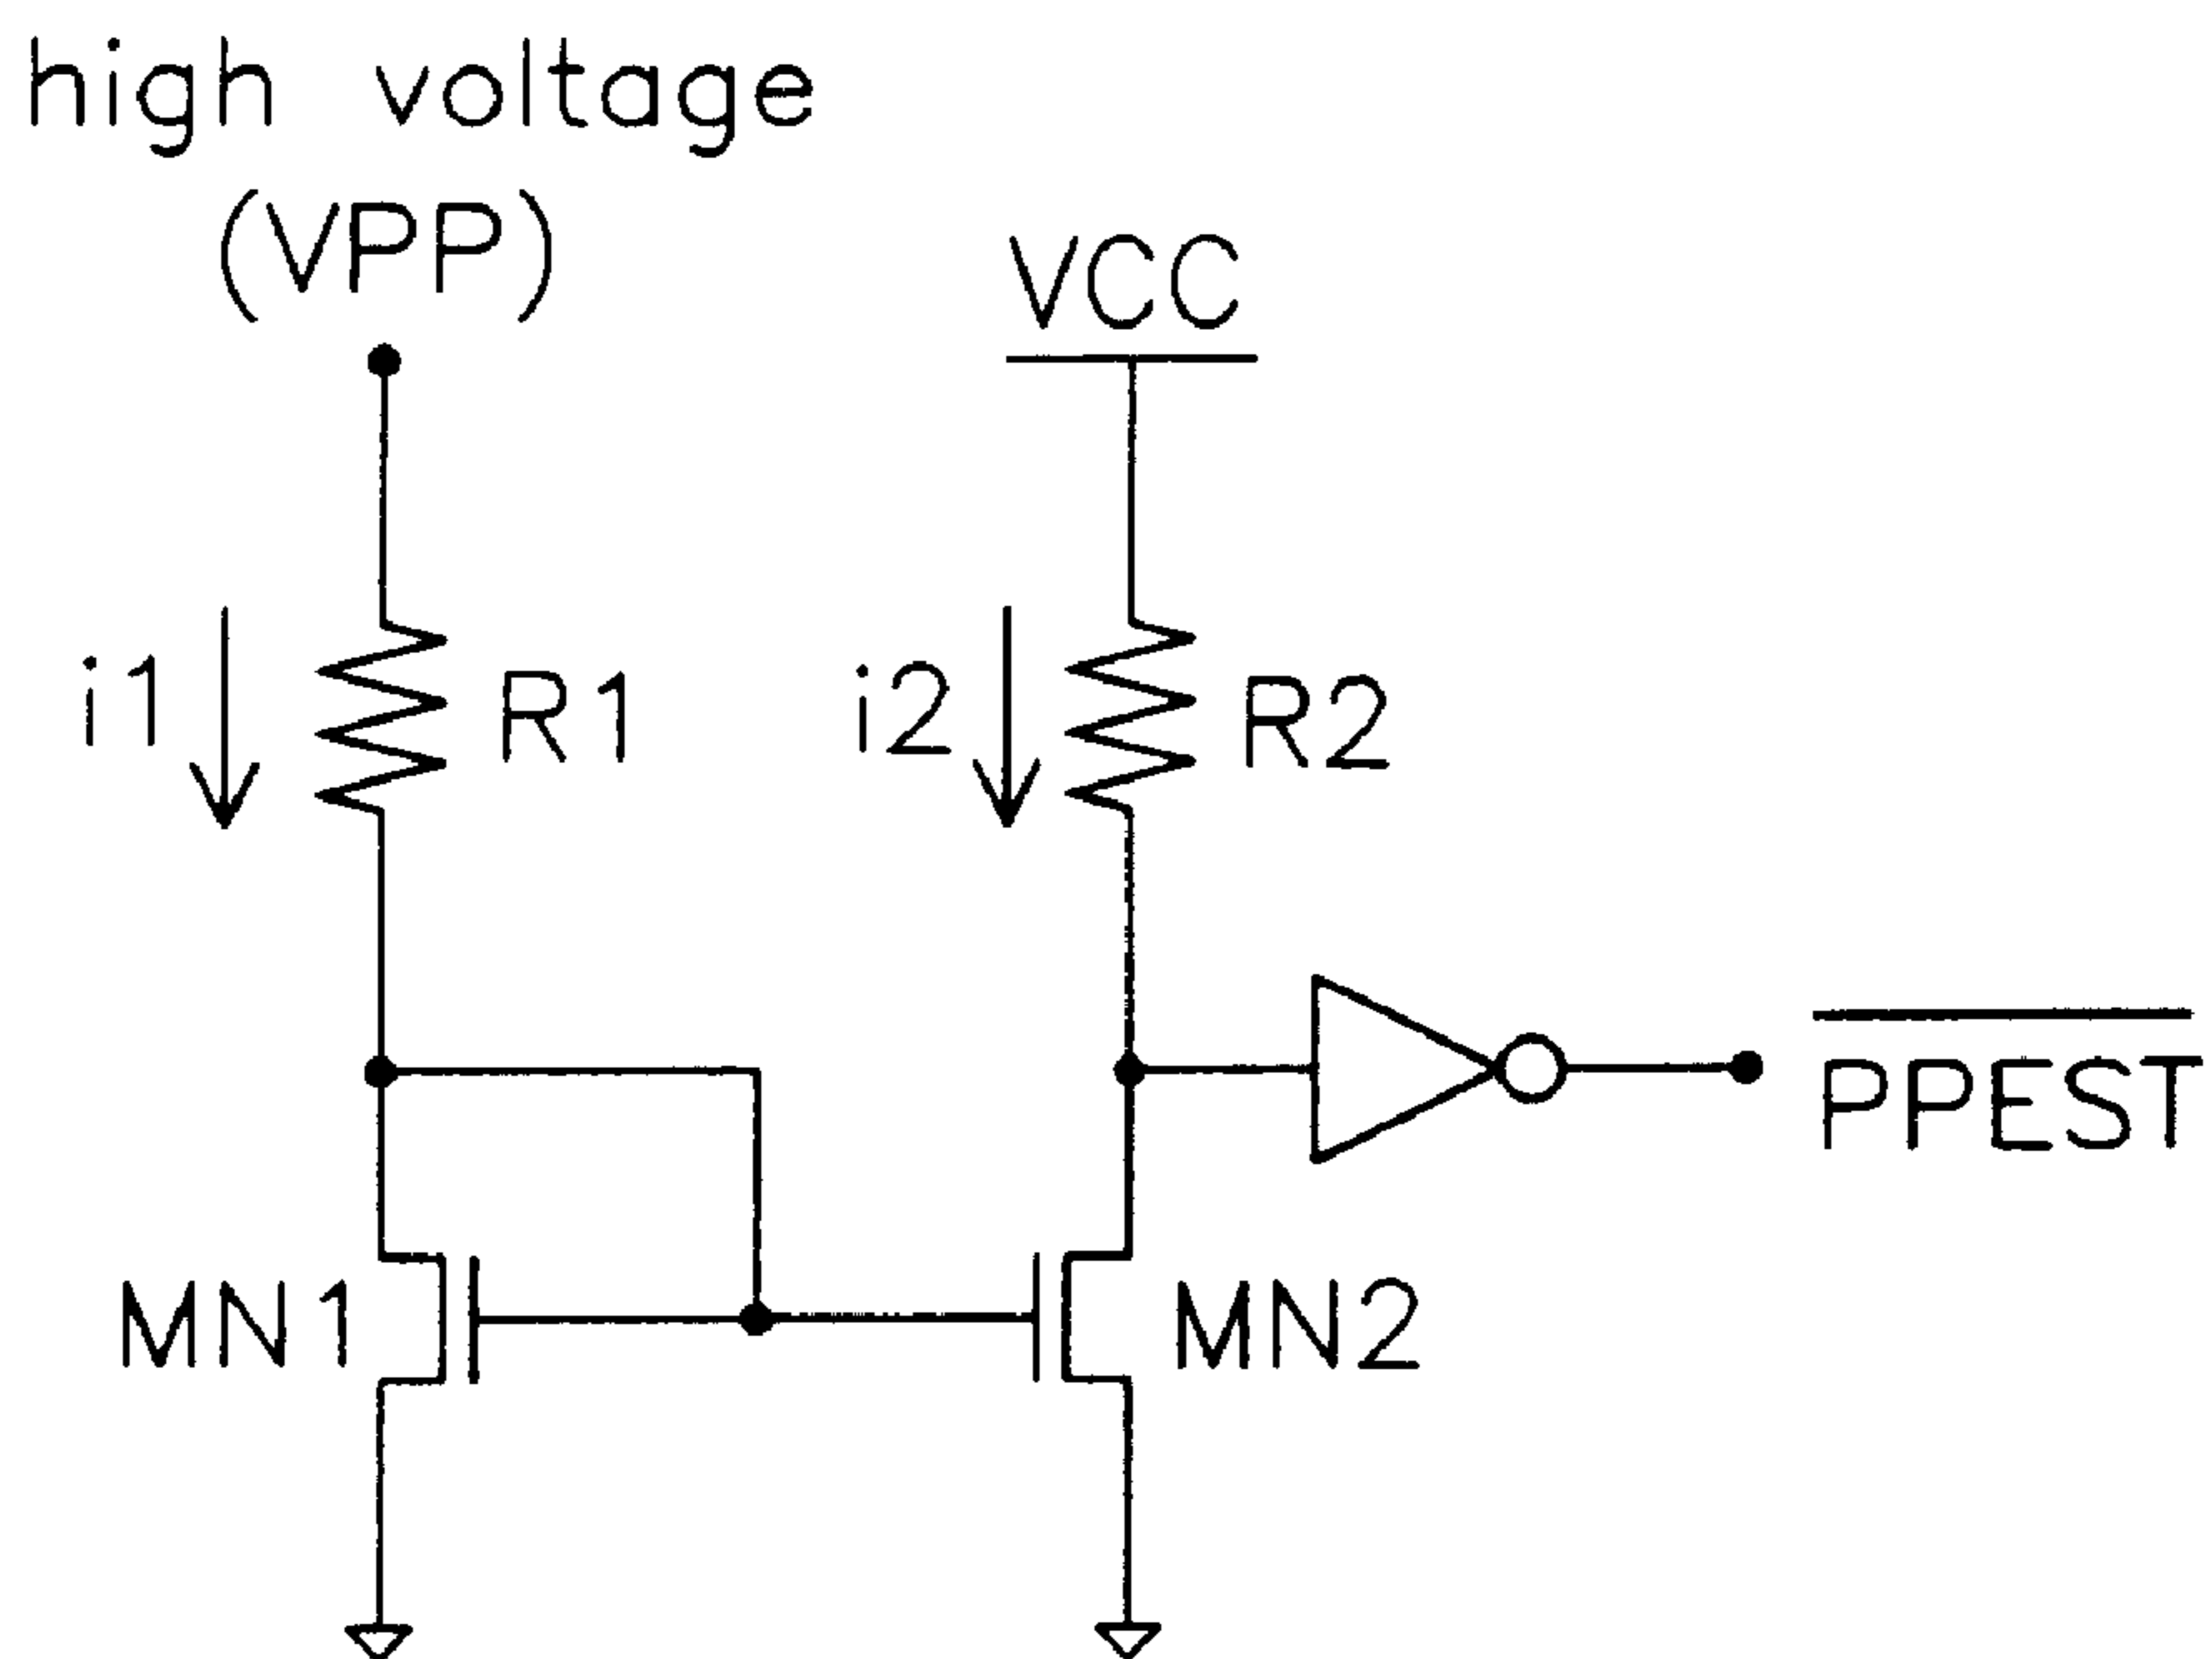 high voltage
(VPP)
VCC
i1
R1
i2
R2
PPEST
MN1
MN2